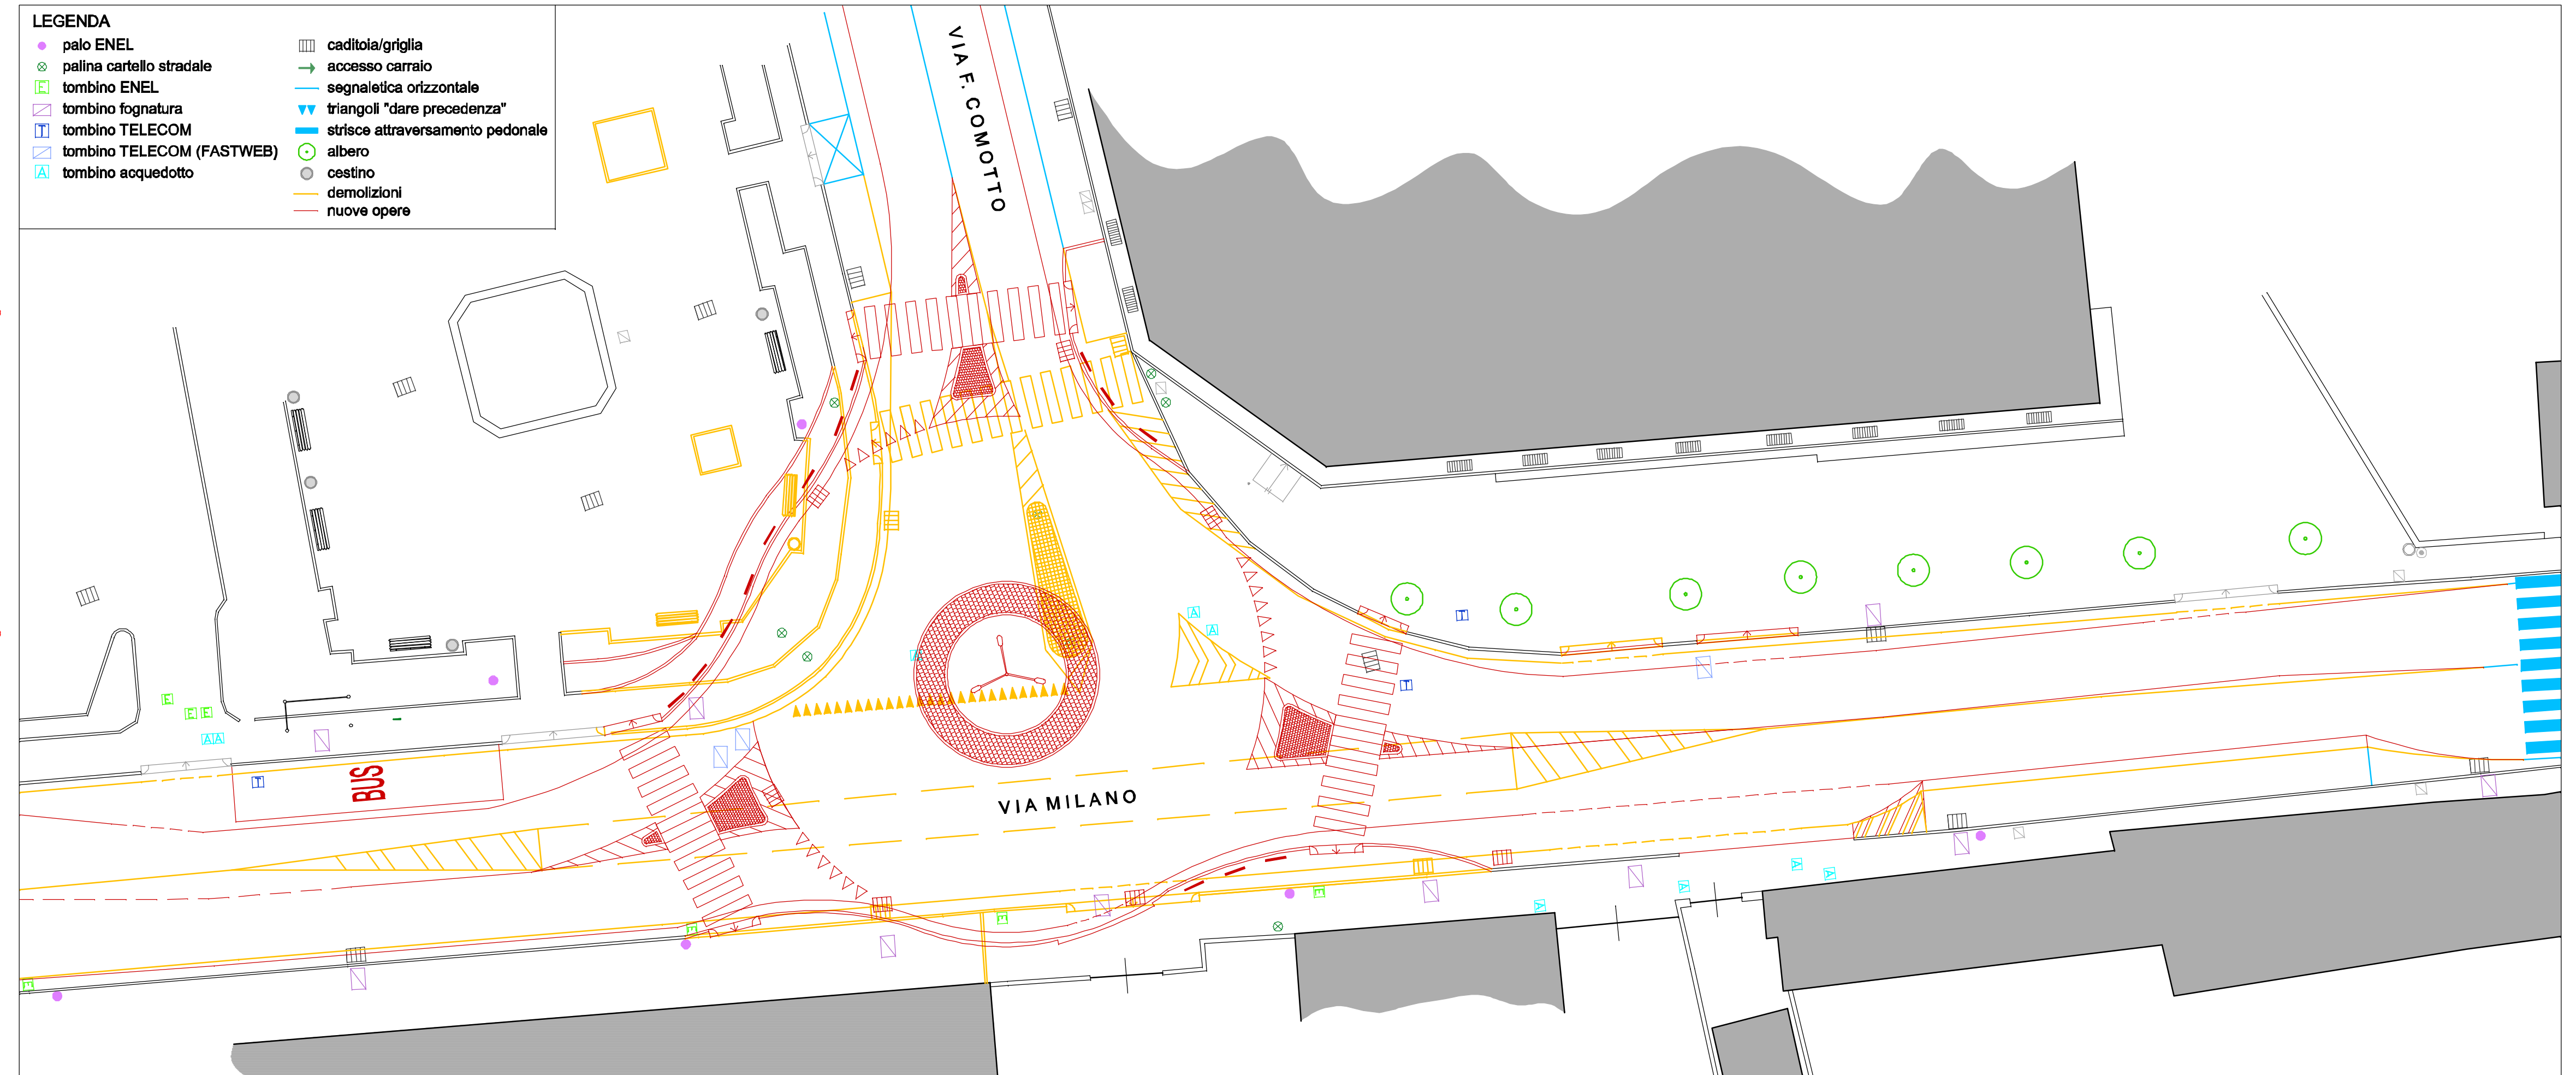 LEGENDA
palo ENEL
palina cartello stradale
E tombino ENEL
tombino fognatura
T tombino TELECOM
tombino TELECOM (FASTWEB)
A tombino acquedotto
caditoia/griglia
accesso carraio
segnaletica orizzontale
triangoli "dare precedenza"
strisce attraversamento pedonale
albero
cestino
demolizioni
nuove opere
VIA F. COMOTTO
A
A
T
A
E
E E
T
A A
T
BUS
VIA MILANO
A
A
E
A
E
A
E
E